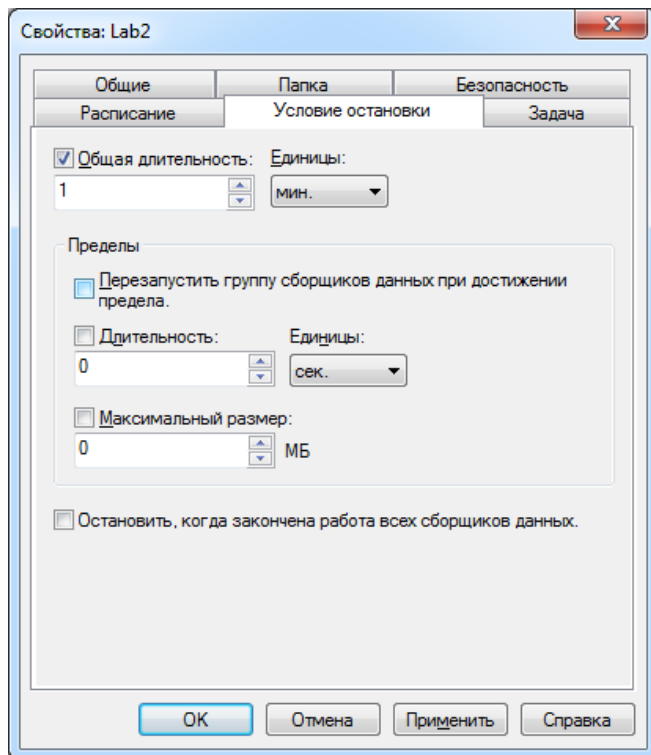 Свойства: Lab2
Общие Папка Безопасность
Расписание Условие остановки Задача
Общая длительность: Единицы:
1 мин.
Пределы
Перезапустить группу сборщиков данных при достижении
предела.
Длительность: Единицы:
0 сек.
Максимальный размер:
0 МБ
Остановить, когда закончена работа всех сборщиков данных.
OK Отмена Применить Справка